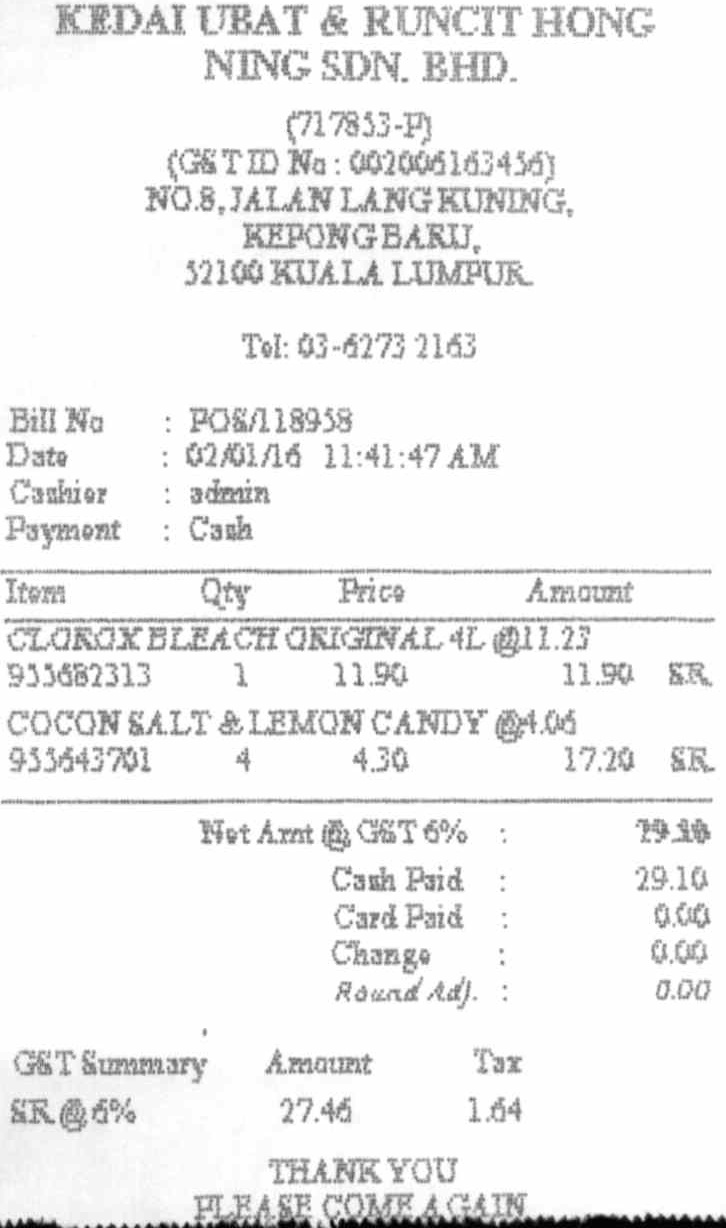 KEDAI UBAT & RUNCIT HONG
NING SDN. BHD.
(717853-P)
(GST ID No : 002006163456)
NO.8, JALAN LANG KUNING,
KEPONG BARU,
52100 KUALA LUMPUR.
Tel: 03-6273 2163
Bill No : POS/118958
Date : 02/01/16 11:41:47 AM
Cashier : admin
Payment : Cash
Item Qty Price Amount
CLOROX BLEACH ORIGINAL 4L @11.23
955682313 1 11.90 11.90 SR
COCON SALT & LEMON CANDY @4.06
955643701 4 4.30 17.20 SR
Net Amt @ GST 6% : 29.10
Cash Paid : 29.10
Card Paid : 0.00
Change : 0.00
Round Adj. : 0.00
GST Summary Amount Tax
SR @ 6% 27.46 1.64
THANK YOU
PLEASE COME AGAIN